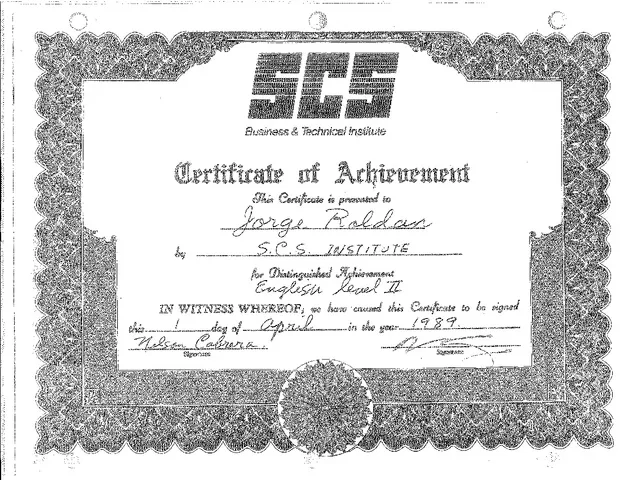 SCS
Business & Technical Institute
Certificate of Achievement
This Certificate is presented to
Jorge Roldan
by S.C.S. INSTITUTE
for Distinguished Achievement
English level II
IN WITNESS WHEREOF, we have caused this Certificate to be signed
this 1 day of April in the year 1989.
Nelson Cabrera.
Signature Signature